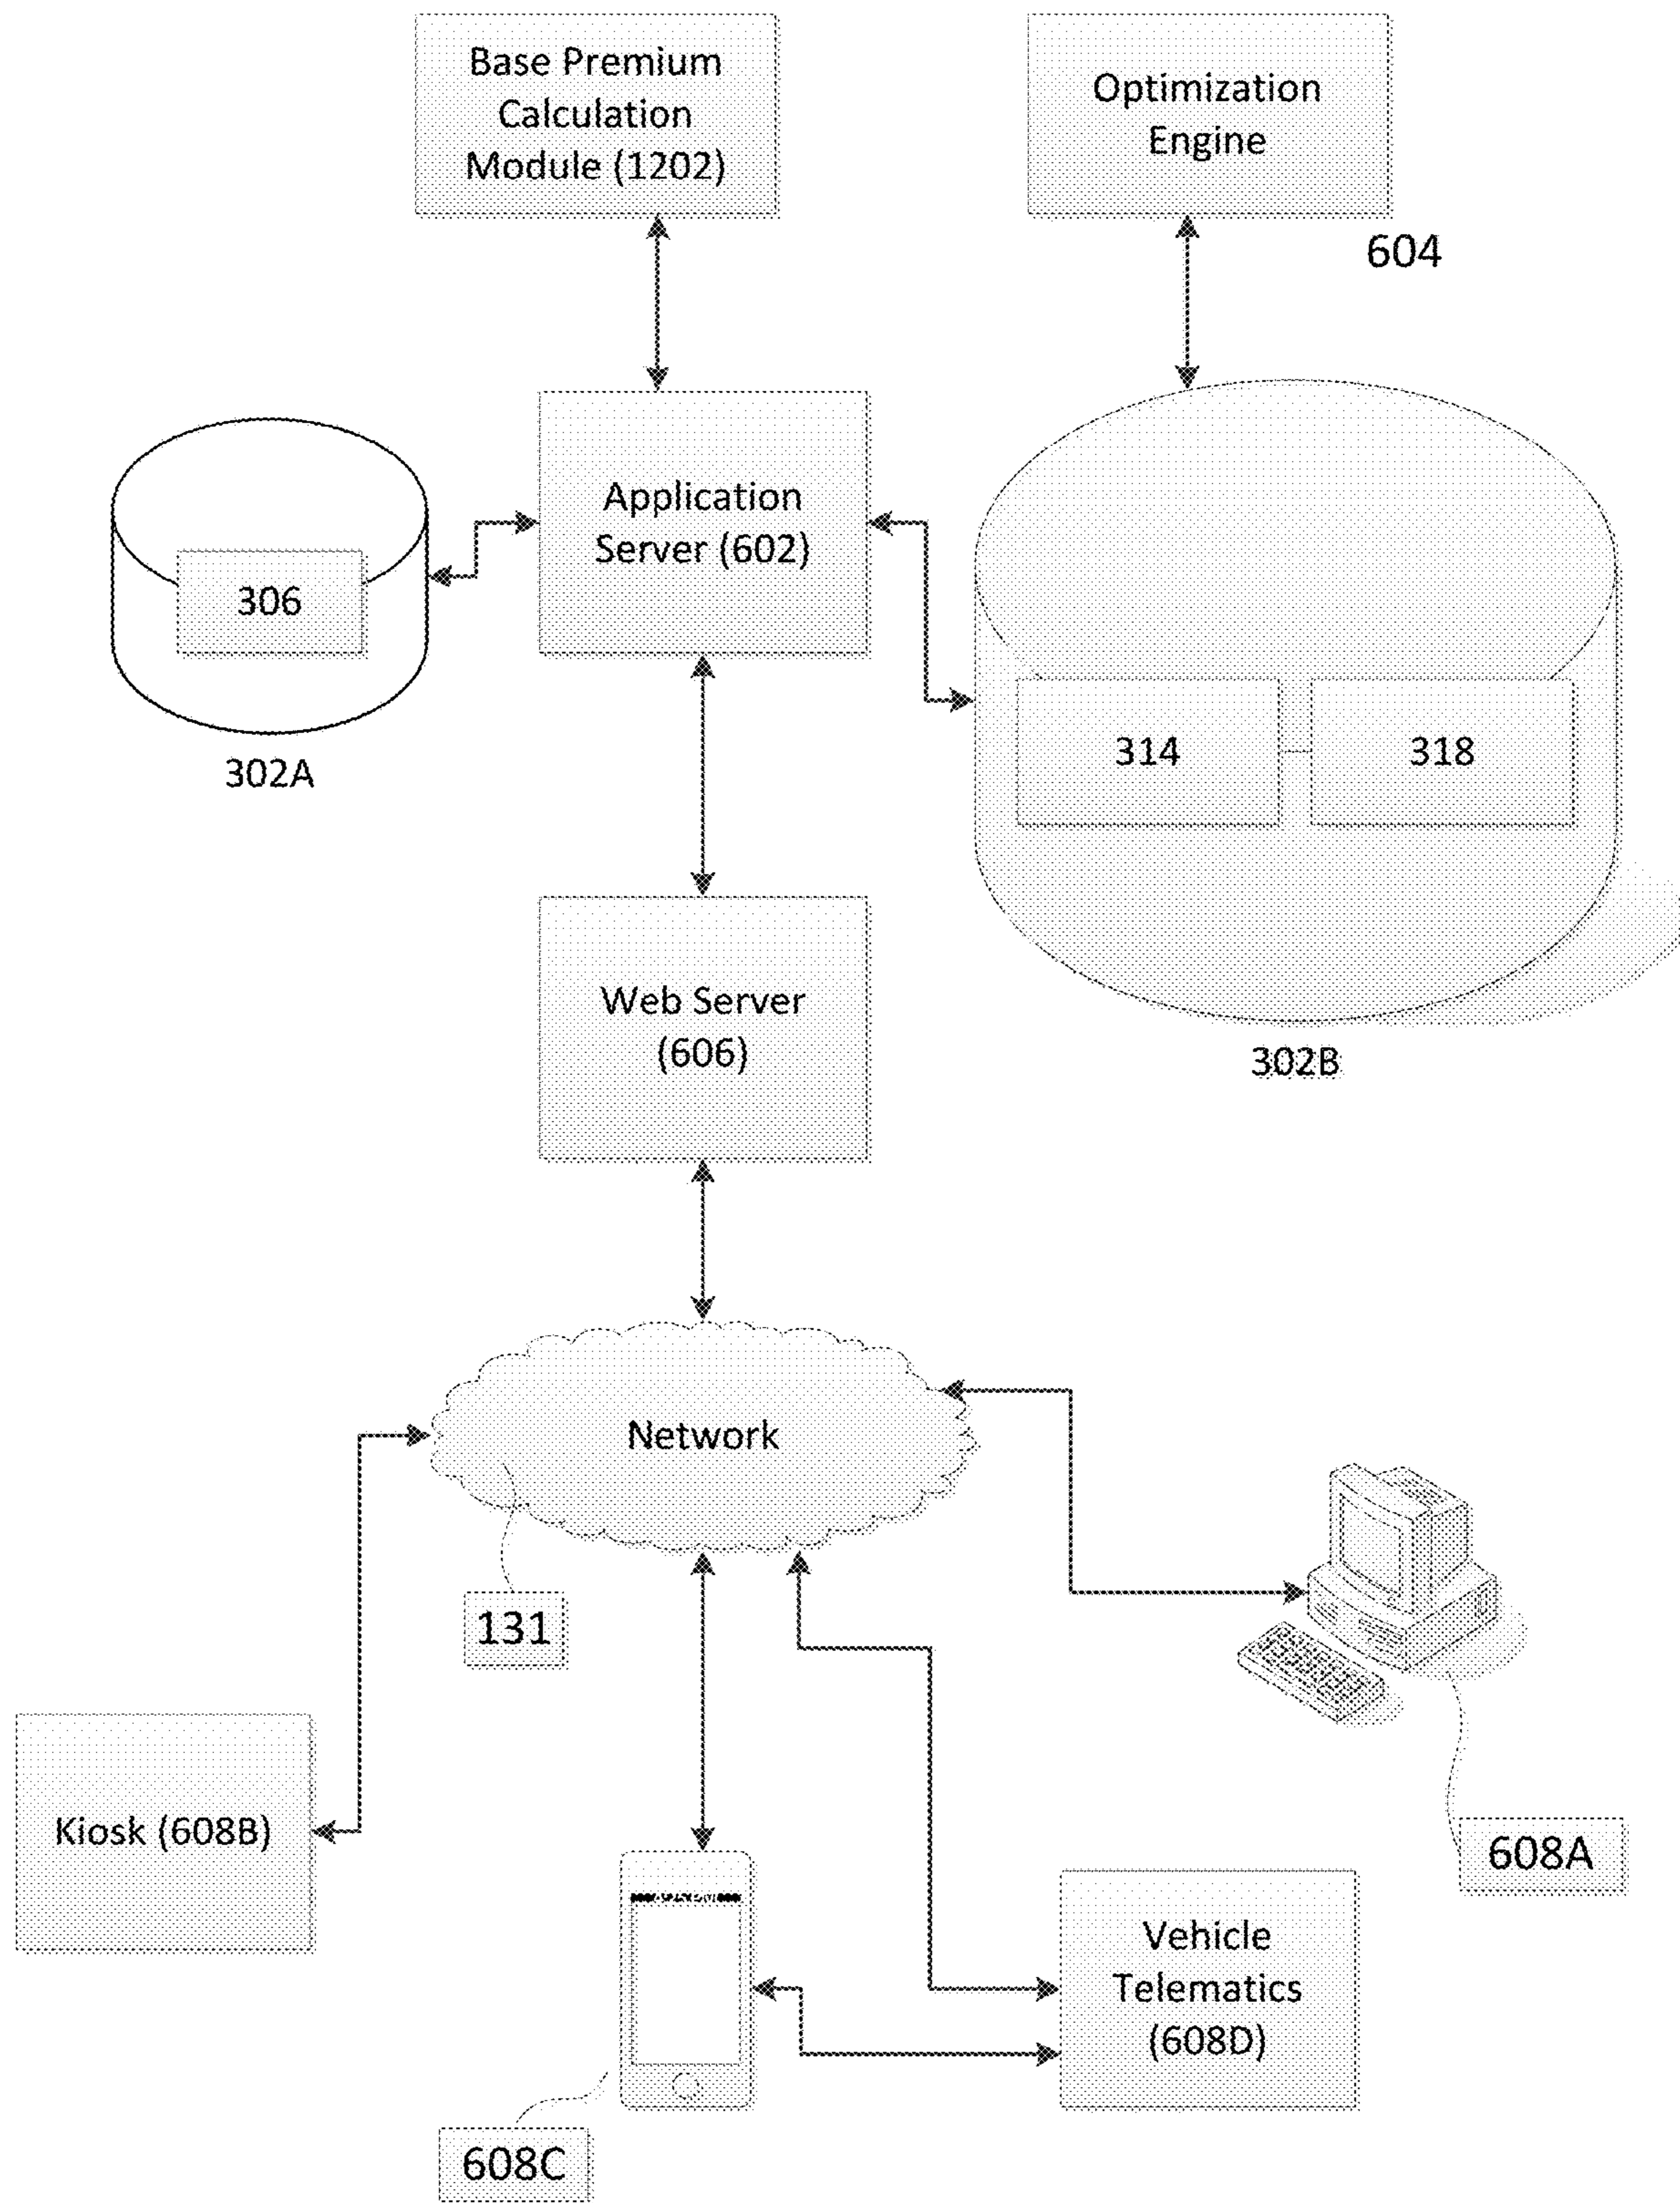 Base Premium
Calculation
Module (1202)
Optimization
Engine
604
Application
Server (602)
306
302A
314
318
302B
Web Server
(606)
Network
131
Kiosk (608B)
608A
Vehicle
Telematics
(608D)
608C